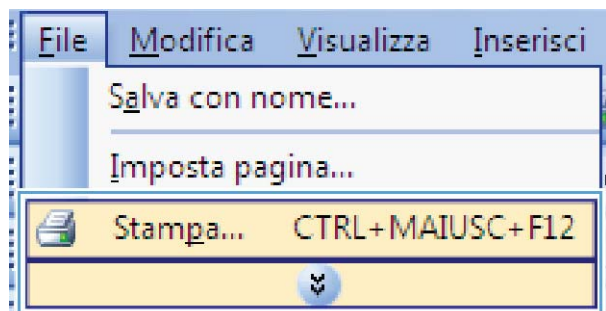 File Modifica Visualizza Inserisci
Salva con nome...
Imposta pagina...
Stampa... CTRL+MAIUSC+F12